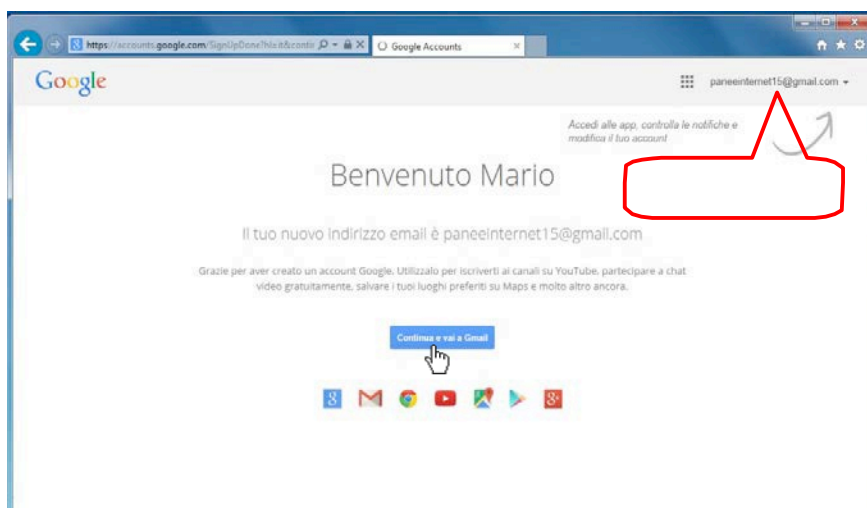 https://accounts.google.com/SignUpDone?hl=it&contir
Google Accounts
Google
paneeinternet15@gmail.com
Accedi alle app, controlla le notifiche e
modifica il tuo account
Benvenuto Mario
Il tuo nuovo indirizzo email è paneeinternet15@gmail.com
Grazie per aver creato un account Google. Utilizzalo per iscriverti ai canali su YouTube, partecipare a chat
video gratuitamente, salvare i tuoi luoghi preferiti su Maps e molto altro ancora.
Continua e vai a Gmail